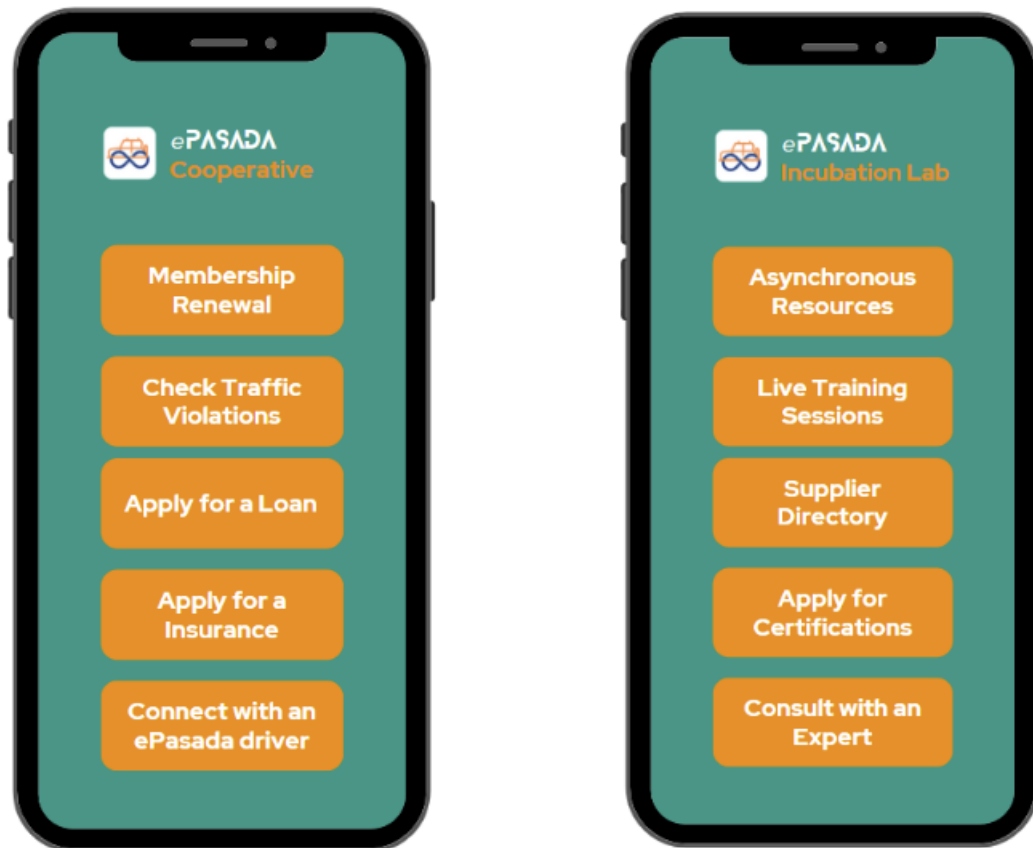 ePASADA
Cooperative
Membership
Renewal
Check Traffic
Violations
Apply for a Loan
Apply for a
Insurance
Connect with an
ePasada driver
ePASADA
Incubation Lab
Asynchronous
Resources
Live Training
Sessions
Supplier
Directory
Apply for
Certifications
Consult with an
Expert